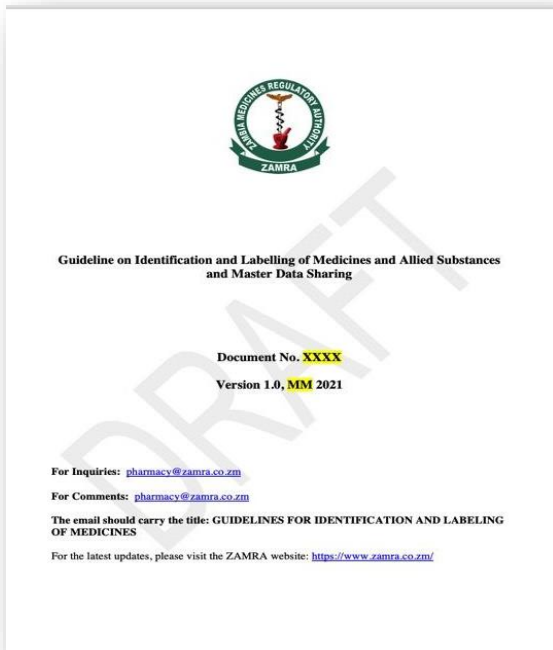 ZAMBIA MEDICINES REGULATORY AUTHORITY
ZAMRA
Guideline on Identification and Labelling of Medicines and Allied Substances
and Master Data Sharing
Document No. XXXX
Version 1.0, MM 2021
DRAFT
For Inquiries: pharmacy@zamra.co.zm
For Comments: pharmacy@zamra.co.zm
The email should carry the title: GUIDELINES FOR IDENTIFICATION AND LABELING
OF MEDICINES
For the latest updates, please visit the ZAMRA website: https://www.zamra.co.zm/